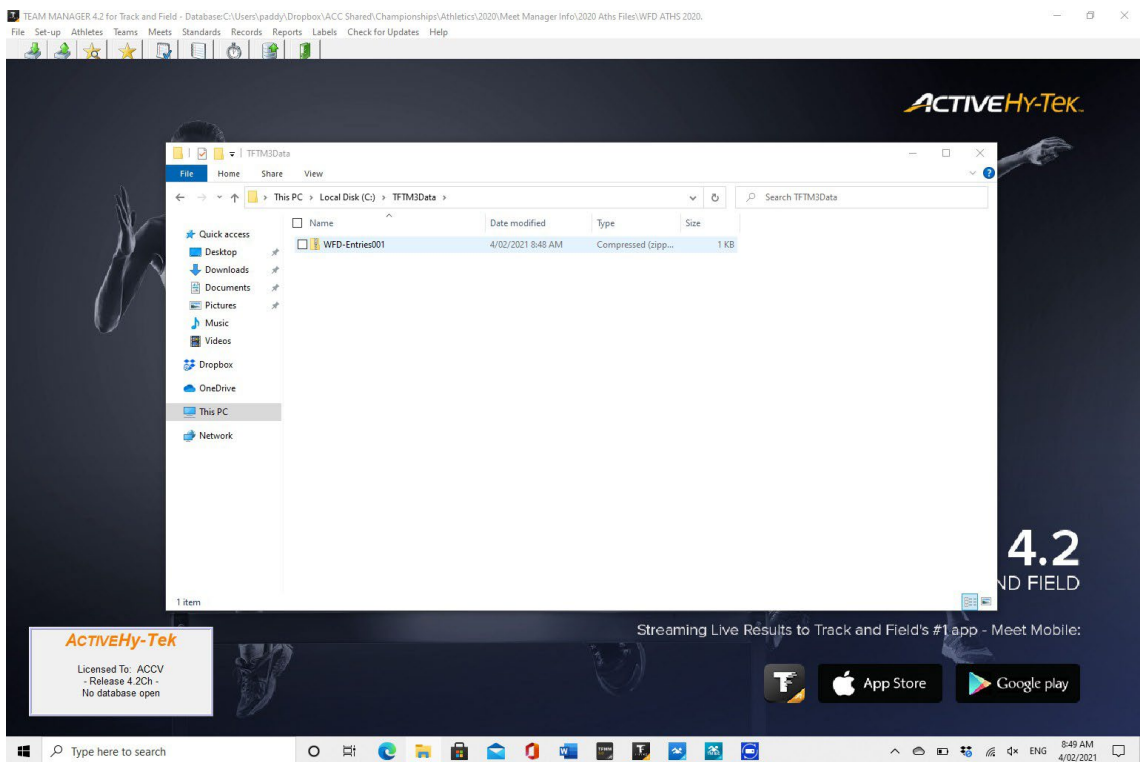 TEAM MANAGER 4.2 for Track and Field - Database:C:\Users\paddy\Dropbox\ACC Shared\Championships\Athletics\2020\Meet Manager Info\2020 Aths Files\WFD ATHS 2020.
File Set-up Athletes Teams Meets Standards Records Reports Labels Check for Updates Help
ACTIVEHy-Tek
TFTM3Data
File Home Share View
This PC > Local Disk (C:) > TFTM3Data >
Search TFTM3Data
Name Date modified Type Size
WFD-Entries001 4/02/2021 8:48 AM Compressed (zipp... 1 KB
Quick access
Desktop
Downloads
Documents
Pictures
Music
Videos
Dropbox
OneDrive
This PC
Network
1 item
4.2
ND FIELD
Streaming Live Results to Track and Field's #1 app - Meet Mobile:
App Store
Google play
ACTIVEHy-Tek
Licensed To: ACCV
- Release 4.2Ch -
No database open
Type here to search
ENG
8:49 AM
4/02/2021